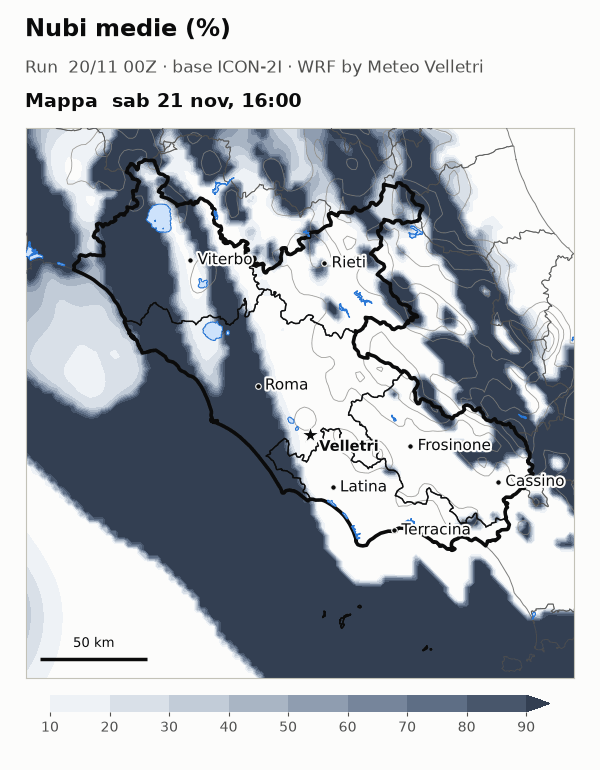 Nubi medie (%)
Run  20/11 00Z · base ICON-2I · WRF by Meteo Velletri
Mappa  sab 21 nov, 16:00
Viterbo
Rieti
Roma
Velletri
Frosinone
Cassino
Latina
Terracina
50 km
10 20 30 40 50 60 70 80 90